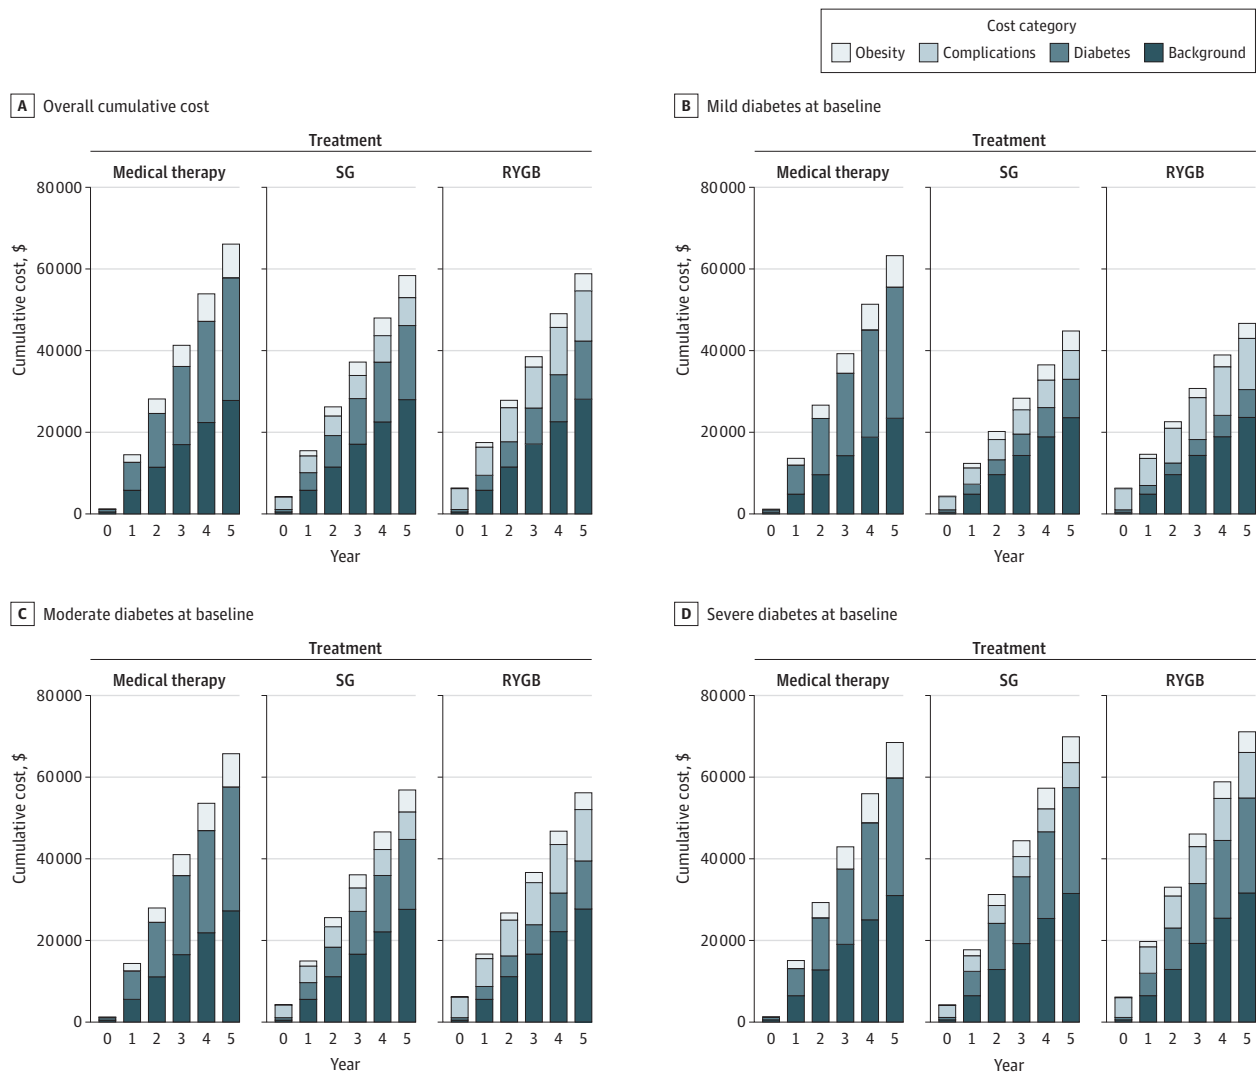 Cost category
Obesity Complications Diabetes Background
A Overall cumulative cost
Treatment
Medical therapy SG RYGB
Cumulative cost, $
80000
60000
40000
20000
0
0 1 2 3 4 5 0 1 2 3 4 5 0 1 2 3 4 5
Year
B Mild diabetes at baseline
Treatment
Medical therapy SG RYGB
Cumulative cost, $
80000
60000
40000
20000
0
0 1 2 3 4 5 0 1 2 3 4 5 0 1 2 3 4 5
Year
C Moderate diabetes at baseline
Treatment
Medical therapy SG RYGB
Cumulative cost, $
80000
60000
40000
20000
0
0 1 2 3 4 5 0 1 2 3 4 5 0 1 2 3 4 5
Year
D Severe diabetes at baseline
Treatment
Medical therapy SG RYGB
Cumulative cost, $
80000
60000
40000
20000
0
0 1 2 3 4 5 0 1 2 3 4 5 0 1 2 3 4 5
Year